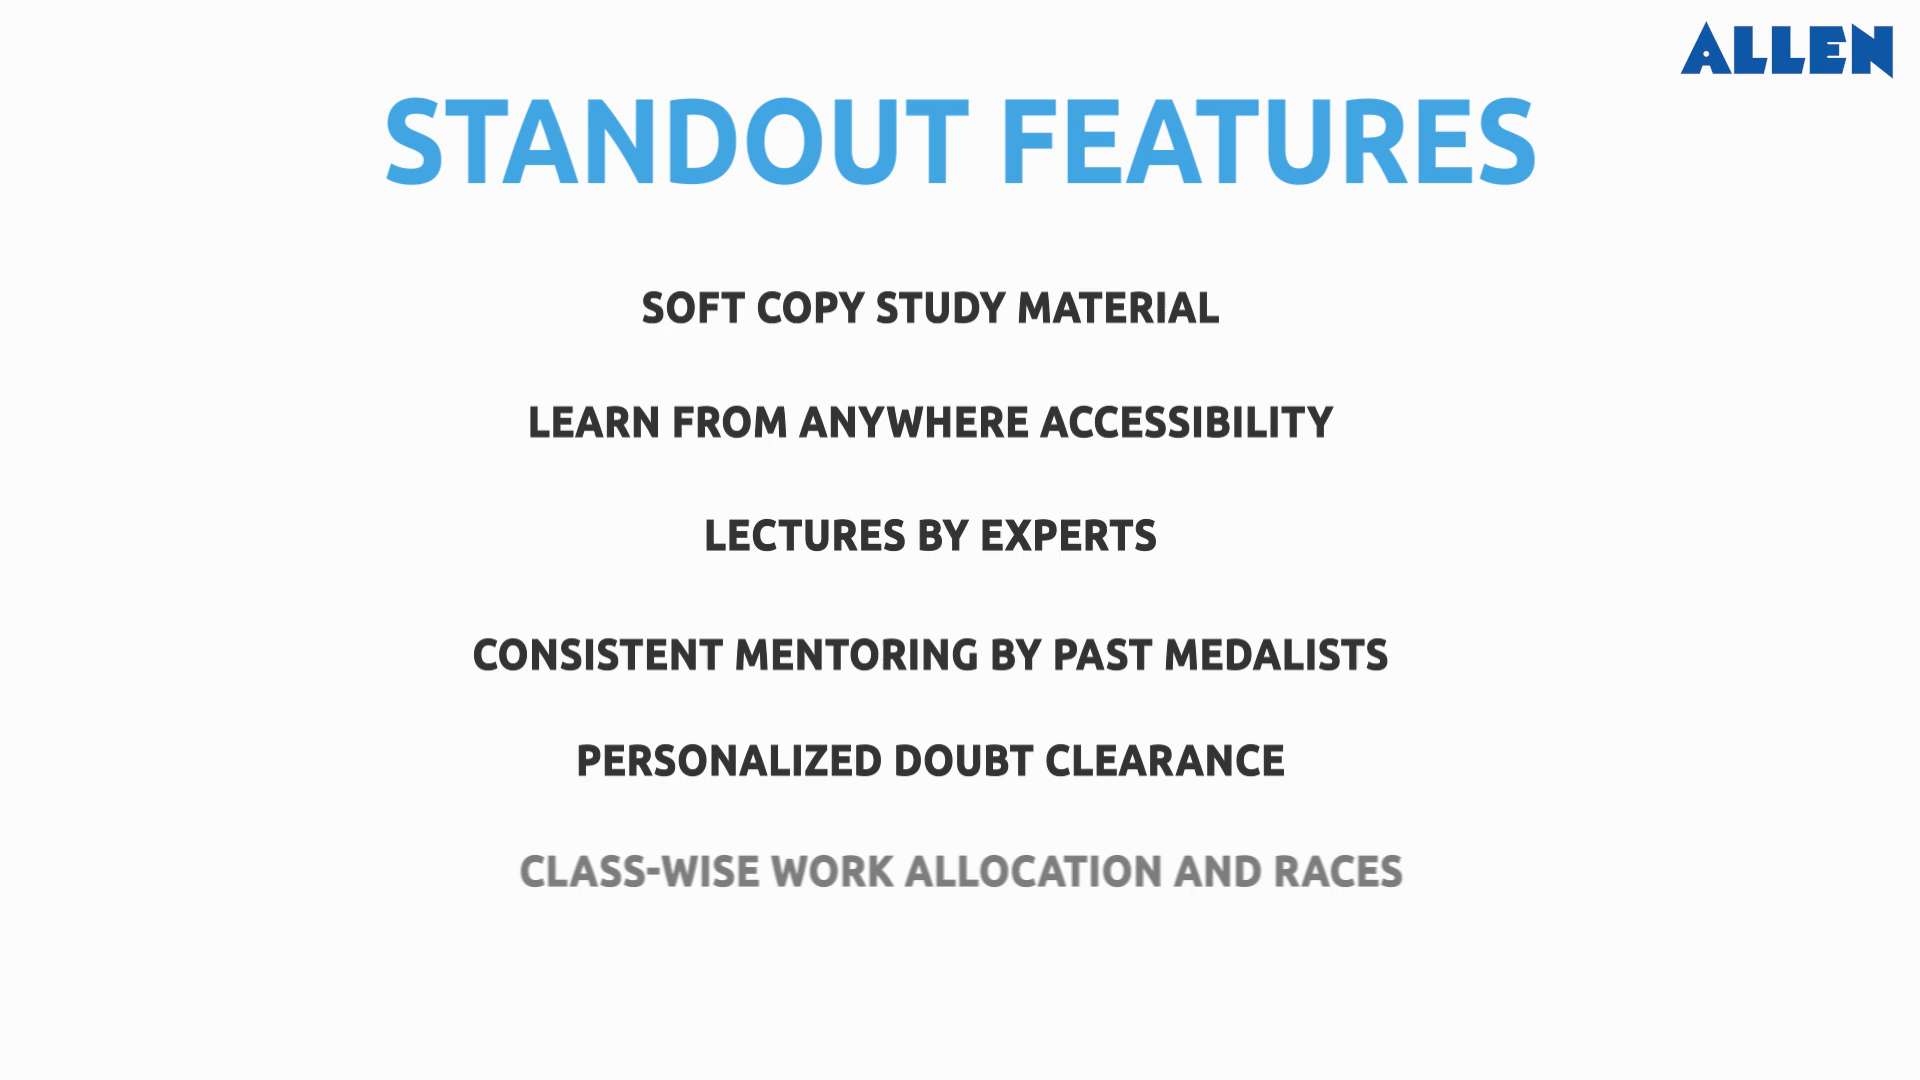 ALLEN
STANDOUT FEATURES
SOFT COPY STUDY MATERIAL
LEARN FROM ANYWHERE ACCESSIBILITY
LECTURES BY EXPERTS
CONSISTENT MENTORING BY PAST MEDALISTS
PERSONALIZED DOUBT CLEARANCE
CLASS-WISE WORK ALLOCATION AND RACES